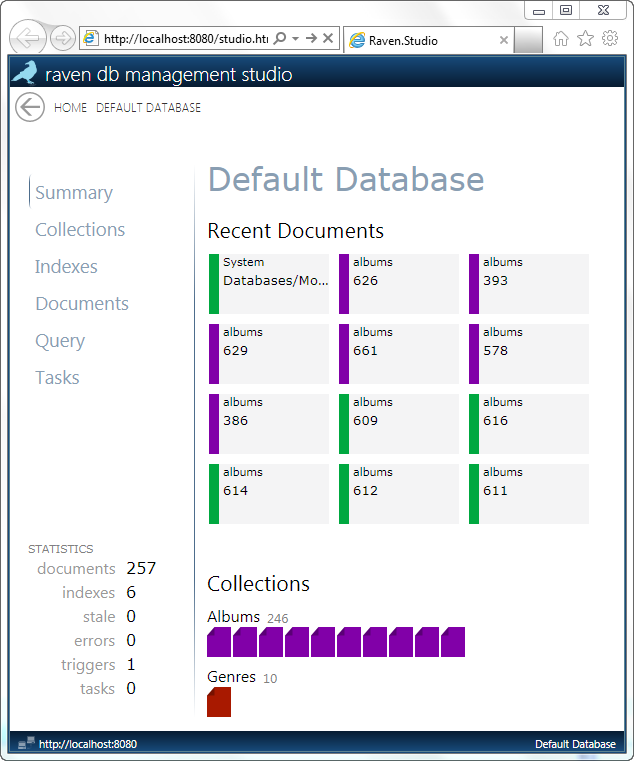 http://localhost:8080/studio.htm
Raven.Studio
raven db management studio
HOME DEFAULT DATABASE
Summary
Collections
Indexes
Documents
Query
Tasks
STATISTICS
documents 257
indexes 6
stale 0
errors 0
triggers 1
tasks 0
Default Database
Recent Documents
System
Databases/Mo...
albums
626
albums
393
albums
629
albums
661
albums
578
albums
386
albums
609
albums
616
albums
614
albums
612
albums
611
Collections
Albums 246
Genres 10
http://localhost:8080
Default Database